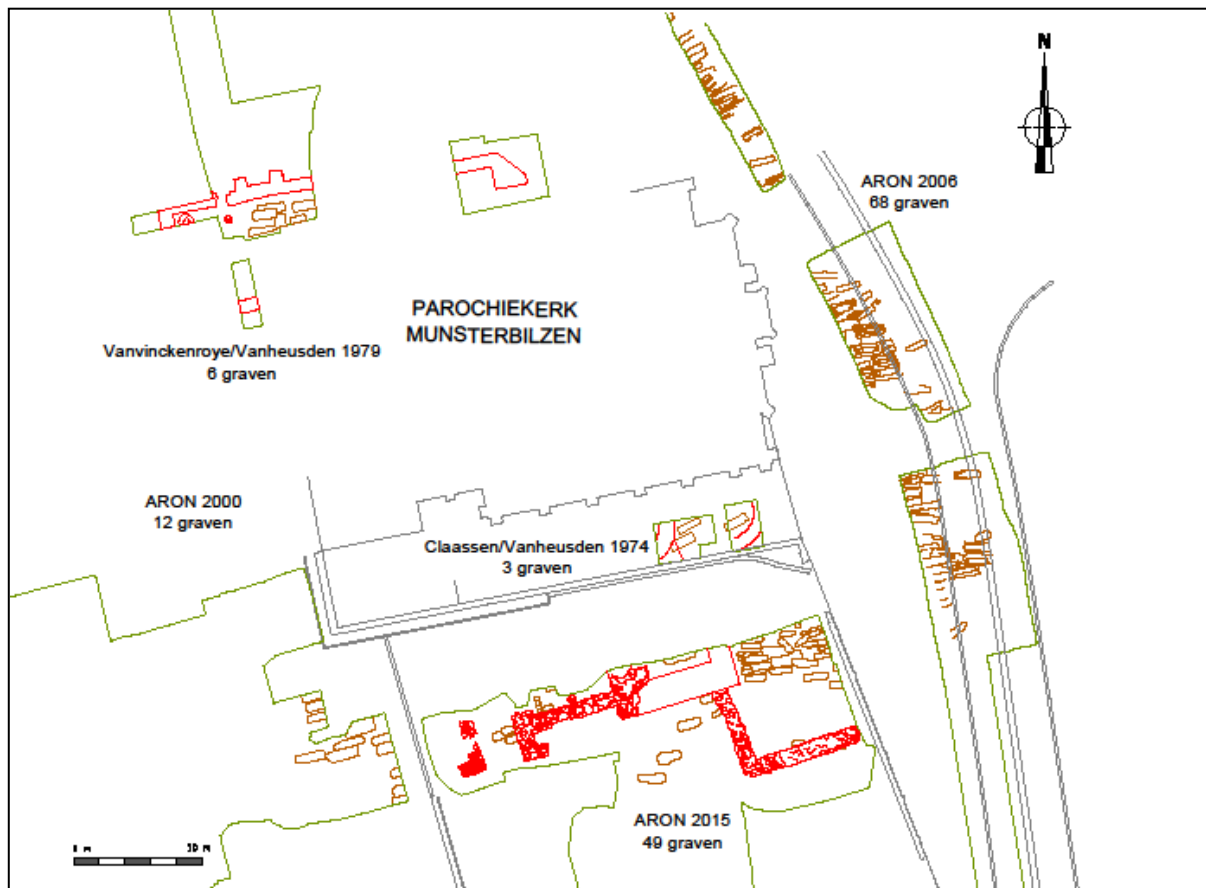 N
ARON 2006
68 graven
PAROCHIEKERK
MUNSTERBILZEN
Vanvinckenroye/Vanheusden 1979
6 graven
ARON 2000
12 graven
Claassen/Vanheusden 1974
3 graven
ARON 2015
49 graven